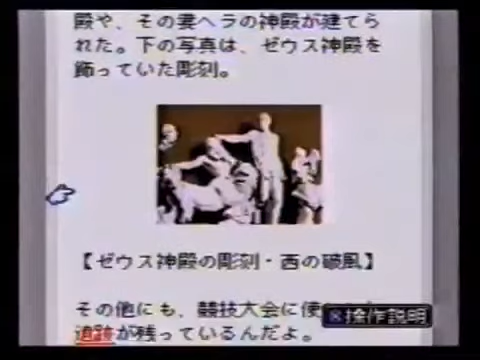 殿や、その妻ヘラの神殿が建てら
れた。下の写真は、ゼウス神殿を
飾っていた彫刻。
【ゼウス神殿の彫刻・西の破風】
その他にも、競技大会に使
※操作説明
遺跡が残っているんだよ。